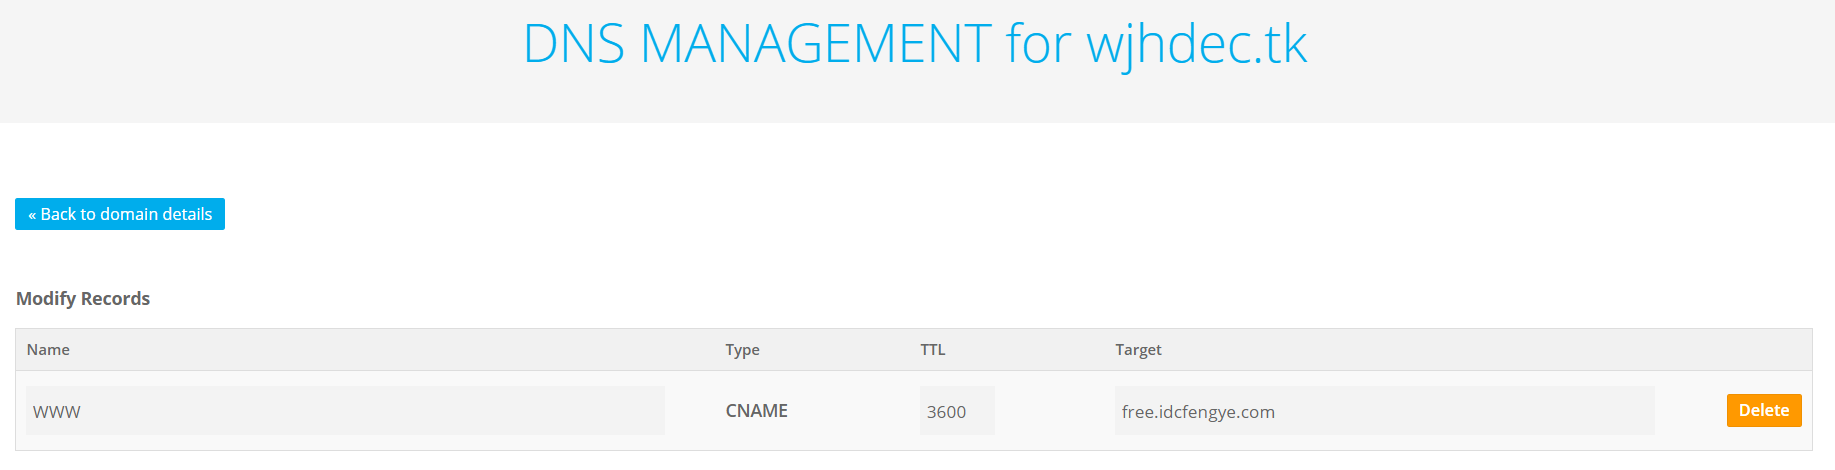 DNS MANAGEMENT for wjhdec.tk
« Back to domain details
Modify Records
Name Type TTL Target
WWW CNAME 3600 free.idcfengye.com Delete